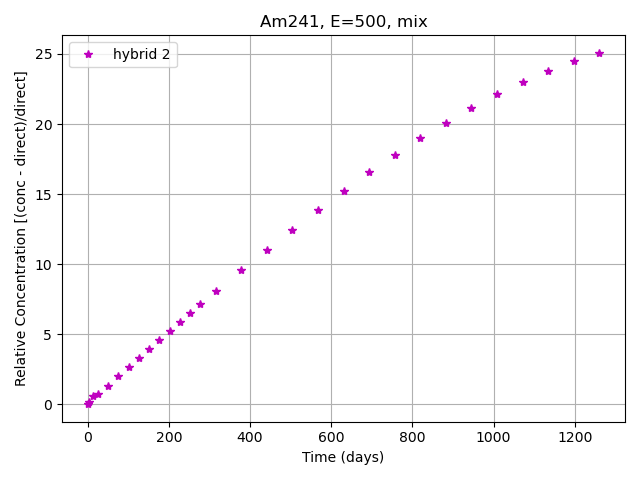 Am241, E=500, mix
hybrid 2
Relative Concentration [(conc - direct)/direct]
25
20
15
10
5
0
0 200 400 600 800 1000 1200
Time (days)